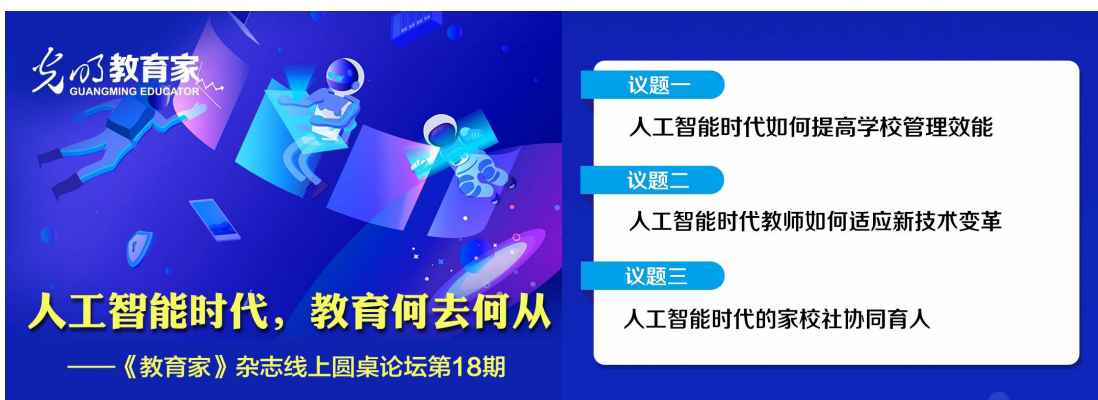 光明教育家
GUANGMING EDUCATOR
人工智能时代，教育何去何从
——《教育家》杂志线上圆桌论坛第18期
议题一
人工智能时代如何提高学校管理效能
议题二
人工智能时代教师如何适应新技术变革
议题三
人工智能时代的家校社协同育人